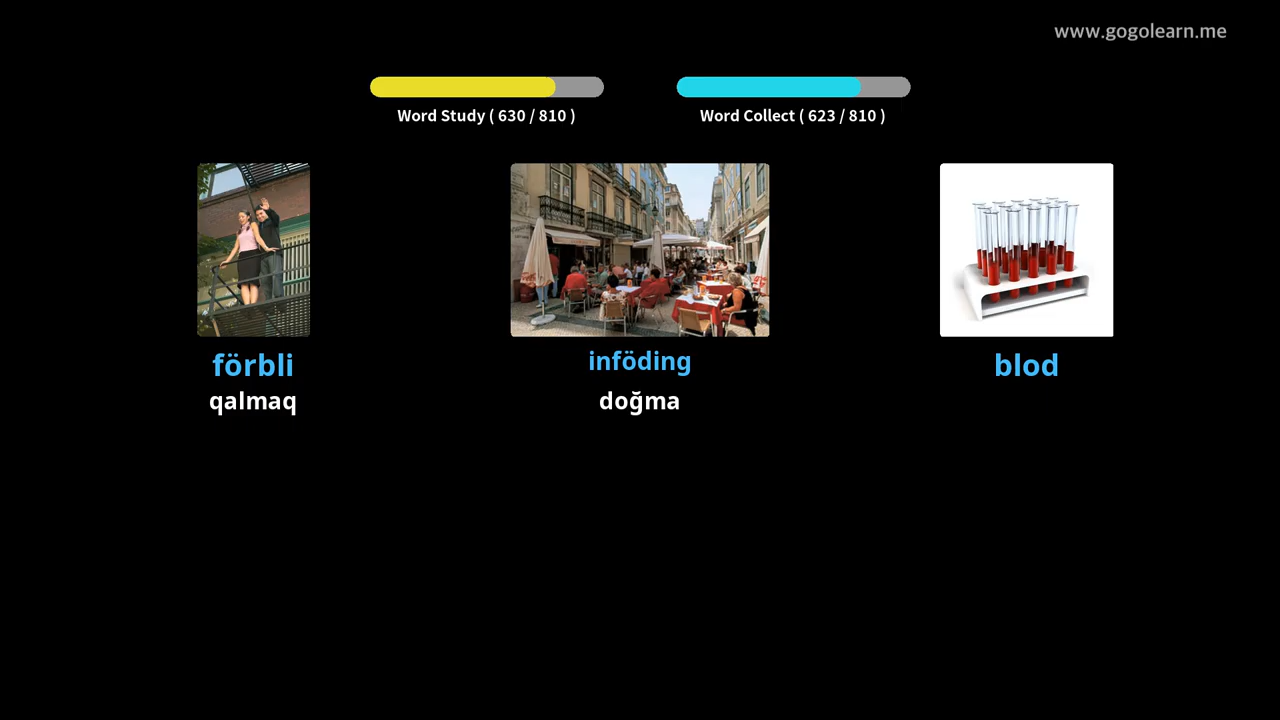 www.gogolearn.me
Word Study ( 630 / 810 )
Word Collect ( 623 / 810 )
förbli
qalmaq
inföding
doğma
blod